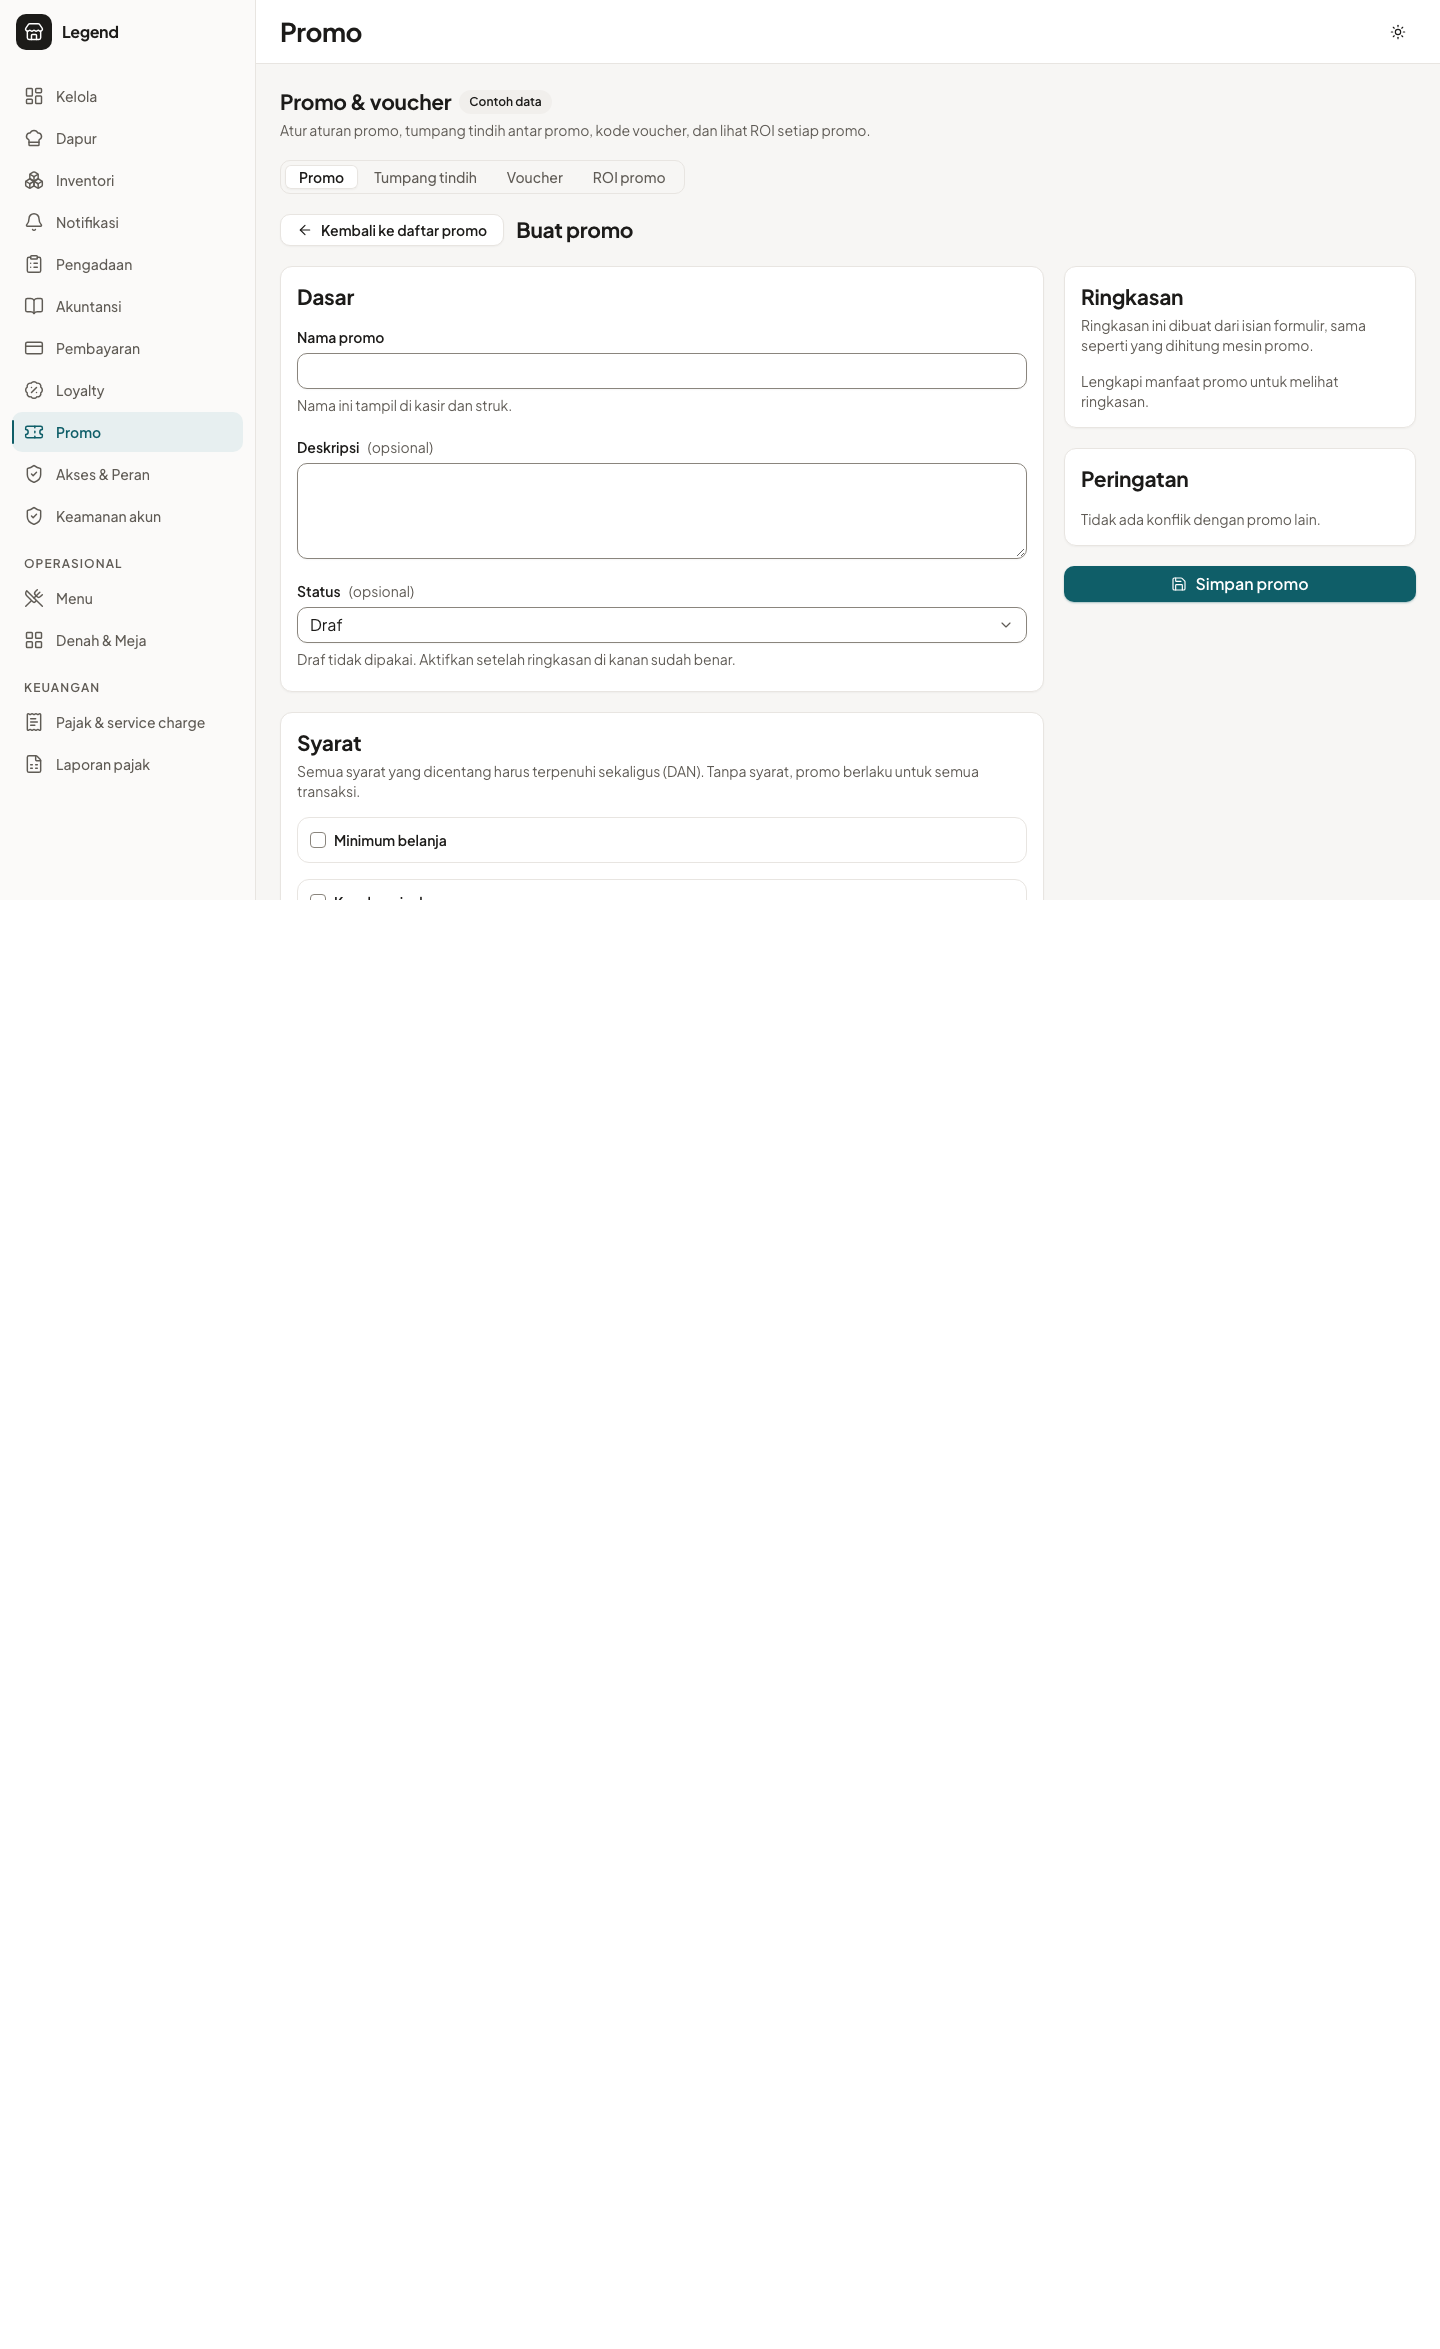 Legend
Kelola
Dapur
Inventori
Notifikasi
Pengadaan
Akuntansi
Pembayaran
Loyalty
Promo
Akses & Peran
Keamanan akun
OPERASIONAL
Menu
Denah & Meja
KEUANGAN
Pajak & service charge
Laporan pajak
Promo
Promo & voucher
Contoh data
Atur aturan promo, tumpang tindih antar promo, kode voucher, dan lihat ROI setiap promo.
Promo
Tumpang tindih
Voucher
ROI promo
Kembali ke daftar promo
Buat promo
Dasar
Nama promo
Nama ini tampil di kasir dan struk.
Deskripsi (opsional)
Status (opsional)
Draf
Draf tidak dipakai. Aktifkan setelah ringkasan di kanan sudah benar.
Syarat
Semua syarat yang dicentang harus terpenuhi sekaligus (DAN). Tanpa syarat, promo berlaku untuk semua
transaksi.
Minimum belanja
Ringkasan
Ringkasan ini dibuat dari isian formulir, sama
seperti yang dihitung mesin promo.
Lengkapi manfaat promo untuk melihat
ringkasan.
Peringatan
Tidak ada konflik dengan promo lain.
Simpan promo